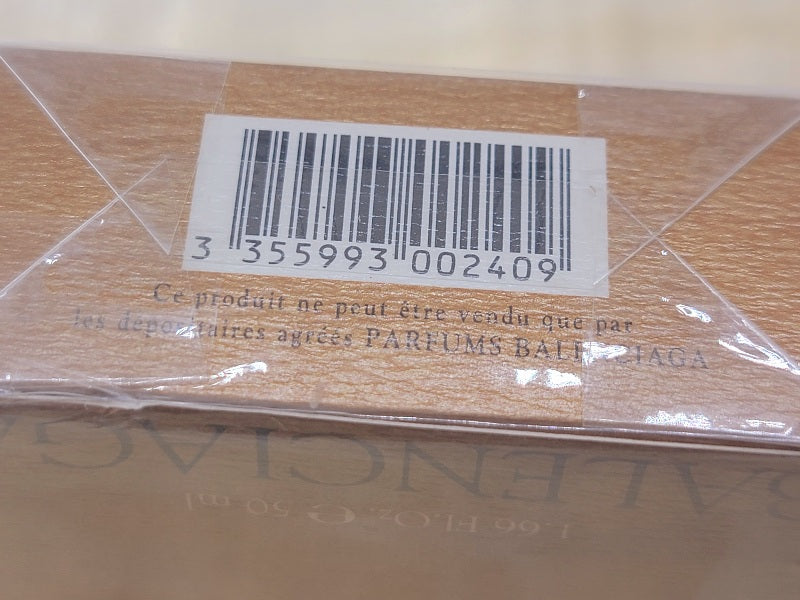 3 355993 002409
Ce produit ne peut être vendu que par
les dépositaires agréés PARFUMS BALENCIAGA
BALENCIAGA
1.66 Fl.Oz. ℮ 50 ml